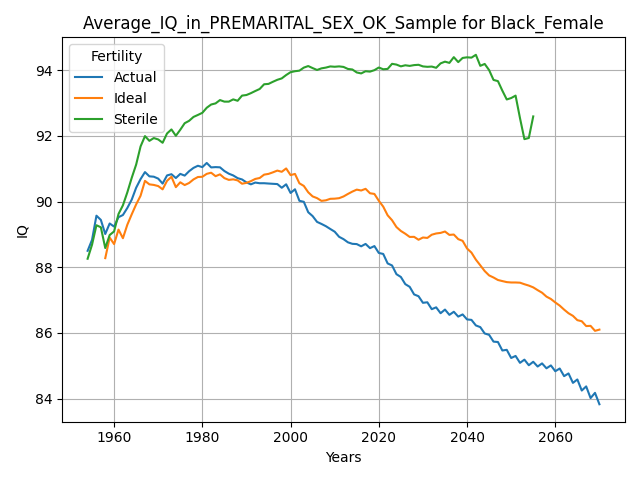 Average_IQ_in_PREMARITAL_SEX_OK_Sample for Black_Female
Fertility
Actual
Ideal
Sterile
IQ
94
92
90
88
86
84
1960 1980 2000 2020 2040 2060
Years